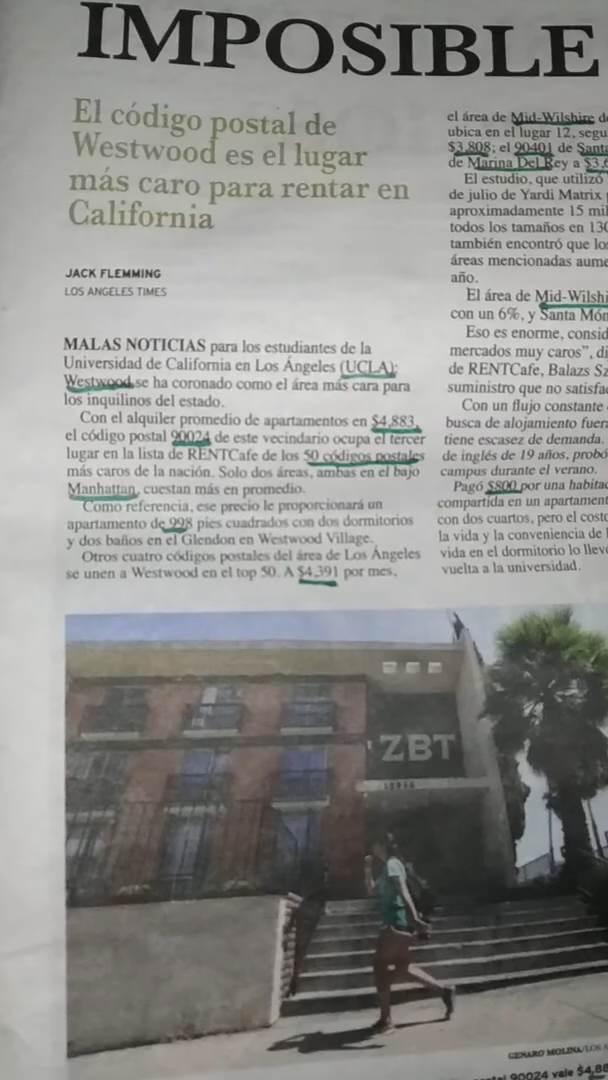 IMPOSIBLE
El código postal de
Westwood es el lugar
más caro para rentar en
California
JACK FLEMMING
LOS ANGELES TIMES
MALAS NOTICIAS para los estudiantes de la
Universidad de California en Los Ángeles (UCLA):
Westwood se ha coronado como el área más cara para
los inquilinos del estado.
Con el alquiler promedio de apartamentos en $4,883,
el código postal 90024 de este vecindario ocupa el tercer
lugar en la lista de RENTCafe de los 50 códigos postales
más caros de la nación. Solo dos áreas, ambas en el bajo
Manhattan, cuestan más en promedio.
Como referencia, ese precio le proporcionará un
apartamento de 998 pies cuadrados con dos dormitorios
y dos baños en el Glendon en Westwood Village.
Otros cuatro códigos postales del área de Los Ángeles
se unen a Westwood en el top 50. A $4,391 por mes,
el área de Mid-Wilshire
ubica en el lugar 12,
$3,808; el 90401 de
de Marina Del Rey a
El estudio, que utilizó
de julio de Yardi Matrix
aproximadamente 15
todos los tamaños en
también encontró que
áreas mencionadas
año.
El área de
con un 6%, y Santa
Eso es enorme,
mercados muy caros”,
de RENTCafe, Balazs
suministro que no
Con un flujo constante
busca de alojamiento
tiene escasez de demanda.
de inglés de 19 años, probó
campus durante el verano.
Pagó $800 por una
compartida en un
con dos cuartos, pero el
la vida y la conveniencia de
vida en el dormitorio lo
vuelta a la universidad.
ZBT
GENARO MOLINA/LOS
90024 vale